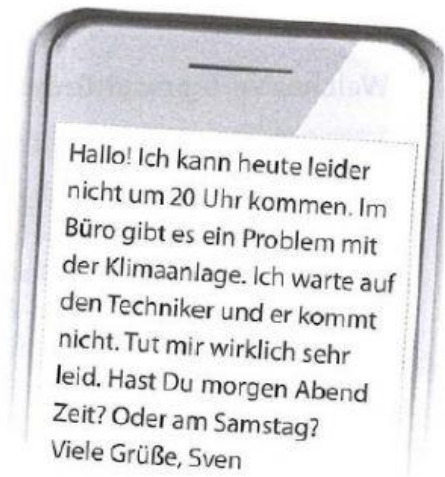 Hallo! Ich kann heute leider
nicht um 20 Uhr kommen. Im
Büro gibt es ein Problem mit
der Klimaanlage. Ich warte auf
den Techniker und er kommt
nicht. Tut mir wirklich sehr
leid. Hast Du morgen Abend
Zeit? Oder am Samstag?
Viele Grüße, Sven